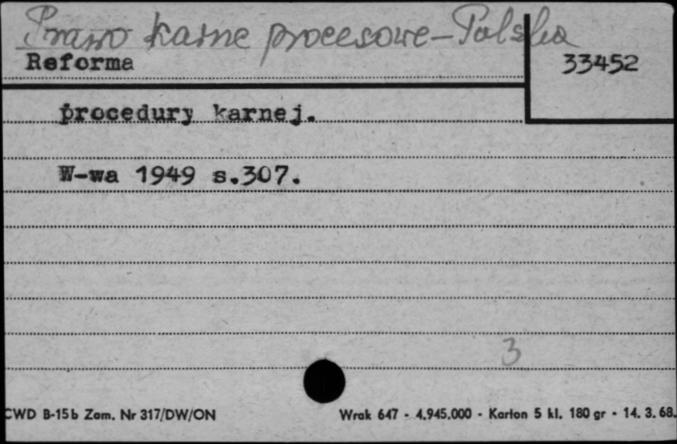 Prawo karne procesowe-Polska
Reforma
33452
procedury karnej.
W-wa 1949 s.307.
3
CWD B-15b Zam. Nr 317/DW/ON
Wrak 647 - 4.945.000 - Karton 5 kl. 180 gr - 14. 3. 68.